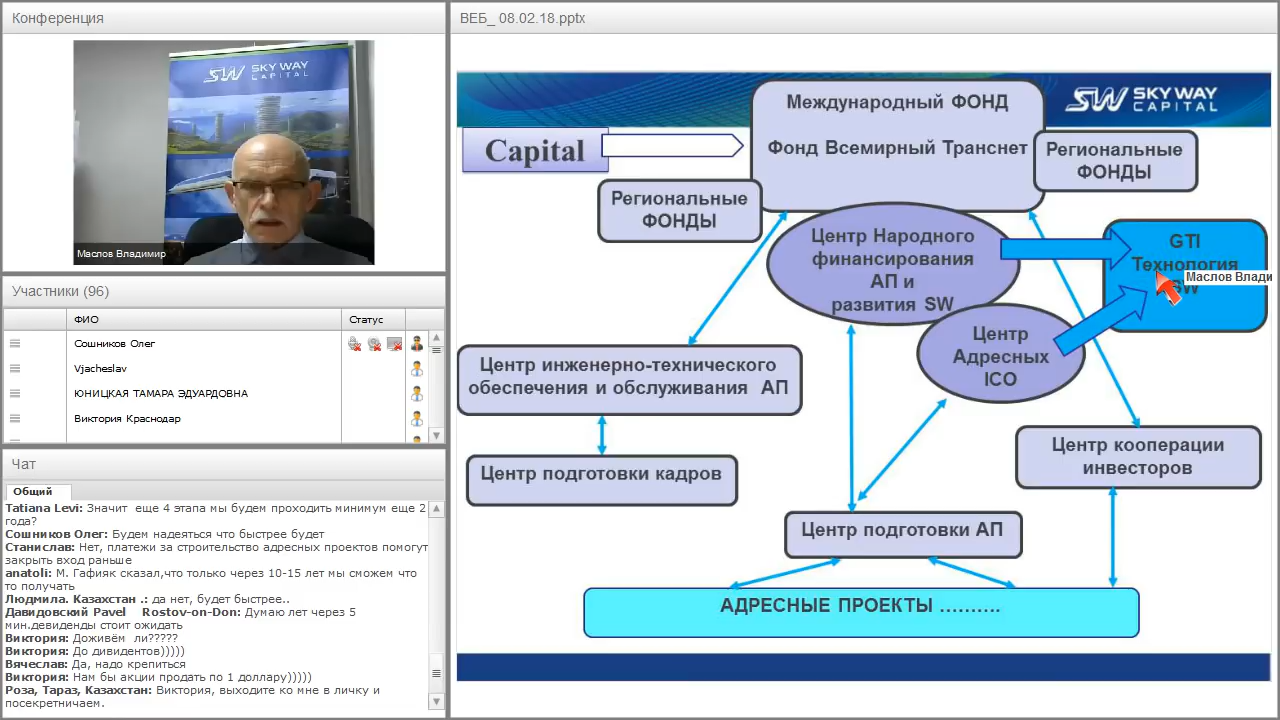 Конференция
SW SKY WAY
CAPITAL
Маслов Владимир
Участники (96)
ФИО
Статус
Сошников Олег
Vjacheslav
ЮНИЦКАЯ ТАМАРА ЭДУАРДОВНА
Виктория Краснодар
Чат
Общий
Tatiana Levi: Значит еще 4 этапа мы будем проходить минимум еще 2
года?
Сошников Олег: Будем надеяться что быстрее будет
Станислав: Нет, платежи за строительство адресных проектов помогут
закрыть вход раньше
anatoli: М. Гафияк сказал,что только через 10-15 лет мы сможем что
то получать
Людмила. Казахстан .: да нет, будет быстрее..
Давидовский Pavel Rostov-on-Don: Думаю лет через 5
мин.девиденды стоит ожидать
Виктория: Доживём ли?????
Виктория: До дивидентов)))))
Вячеслав: Да, надо крепиться
Виктория: Нам бы акции продать по 1 доллару)))))
Роза, Тараз, Казахстан: Виктория, выходите ко мне в личку и
посекретничаем.
ВЕБ_ 08.02.18.pptx
SW SKY WAY
CAPITAL
Capital
Международный ФОНД
Фонд Всемирный Транснет
Региональные
ФОНДЫ
Региональные
ФОНДЫ
Центр Народного
финансирования
АП и
развития SW
GTI
Технология
SW
Маслов Влади
Центр
Адресных
ICO
Центр инженерно-технического
обеспечения и обслуживания АП
Центр подготовки кадров
Центр кооперации
инвесторов
Центр подготовки АП
АДРЕСНЫЕ ПРОЕКТЫ ……….